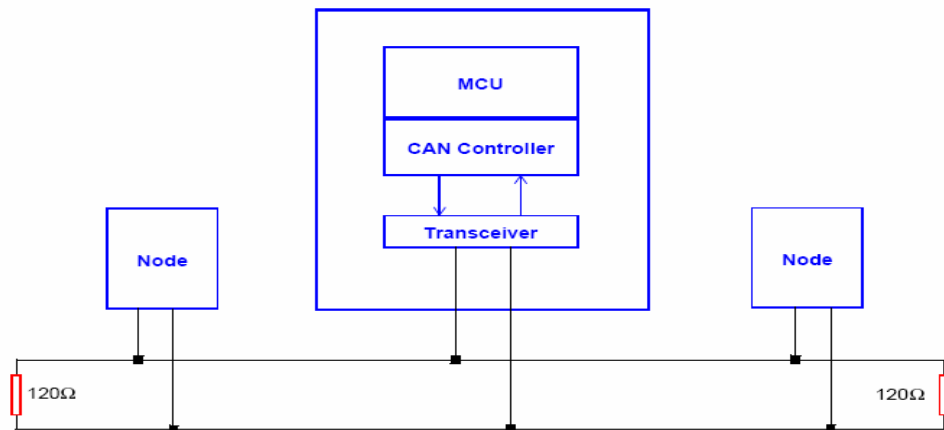 MCU
CAN Controller
Transceiver
Node
Node
120Ω
120Ω